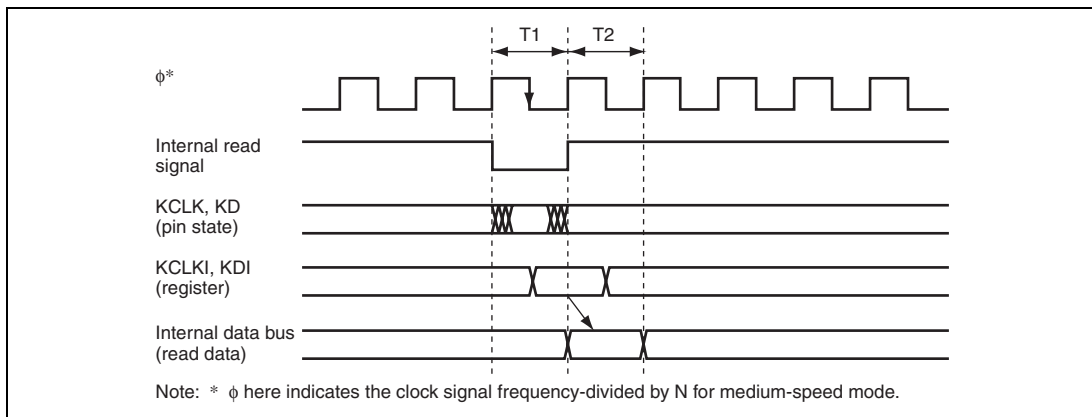 T1 T2
φ*
Internal read
signal
KCLK, KD
(pin state)
KCLKI, KDI
(register)
Internal data bus
(read data)
Note: * φ here indicates the clock signal frequency-divided by N for medium-speed mode.